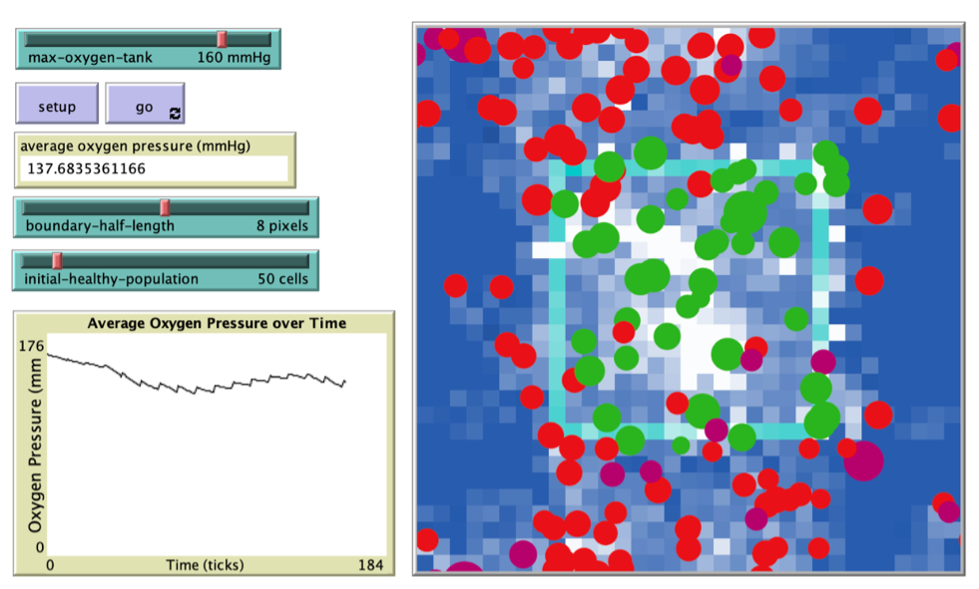 max-oxygen-tank 160 mmHg
setup go
average oxygen pressure (mmHg)
137.6835361166
boundary-half-length 8 pixels
initial-healthy-population 50 cells
Average Oxygen Pressure over Time
176
Oxygen Pressure (mm
0
0 Time (ticks) 184